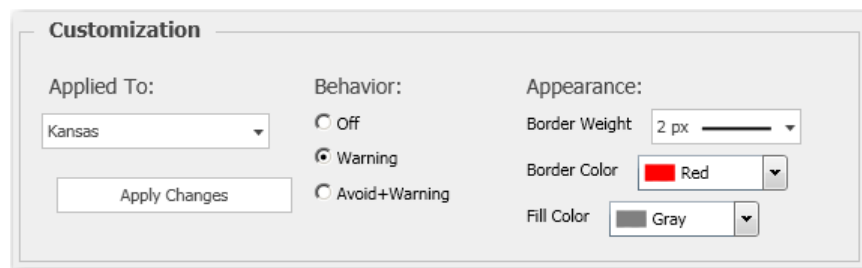 Customization
Applied To:
Kansas
Apply Changes
Behavior:
Off
Warning
Avoid+Warning
Appearance:
Border Weight 2 px
Border Color Red
Fill Color Gray